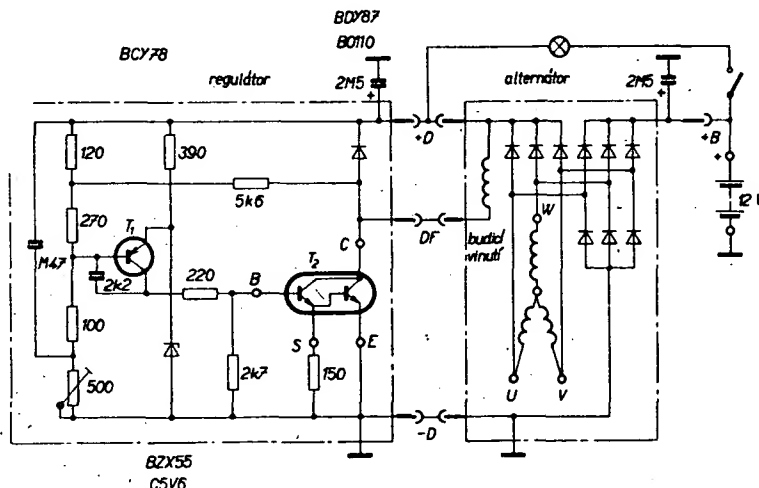 BDY87
BD110
BCY78
regulátor
2M5
+
alternátor
2M5
+
+D
+B
+
120
390
5k6
270
T₁
DF
W
12 V
C
budicí
vinutí
M47
2k2
220
B
T₂
100
S
E
U
V
500
2k7
150
-D
BZX55
C5V6